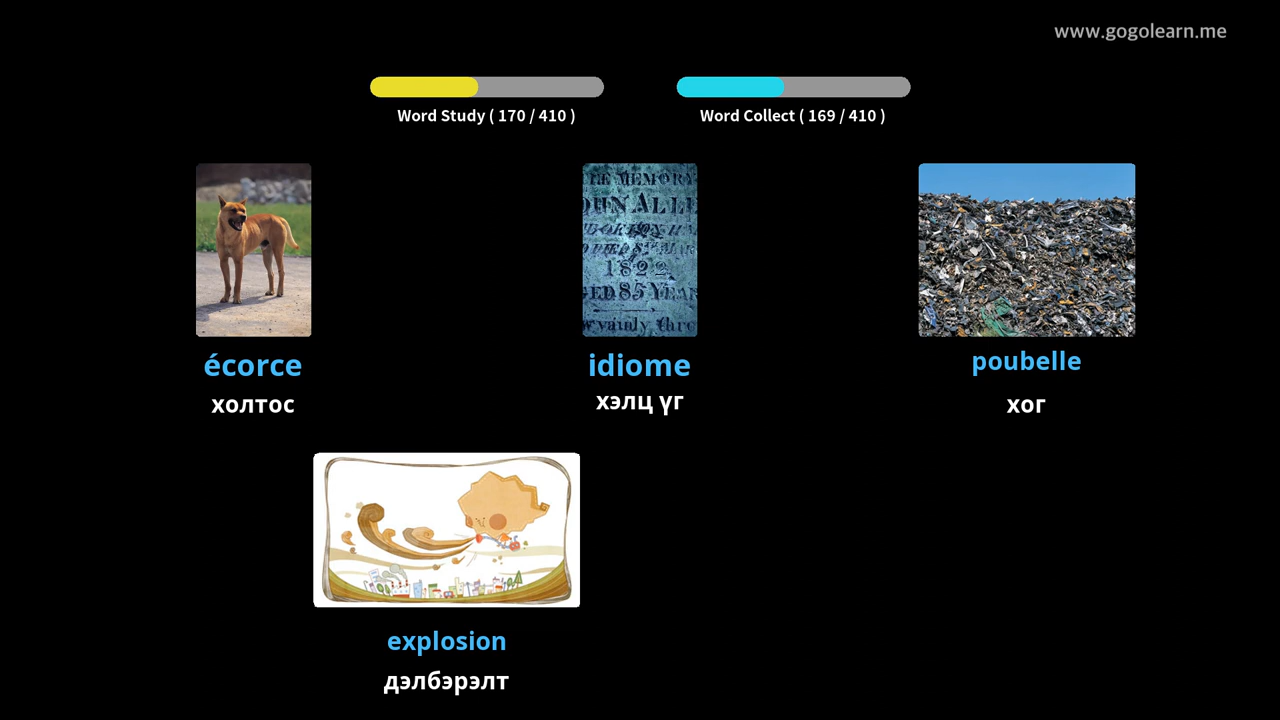 www.gogolearn.me
Word Study ( 170 / 410 )
Word Collect ( 169 / 410 )
1822
écorce
idiome
poubelle
холтос
хэлц үг
хог
explosion
дэлбэрэлт